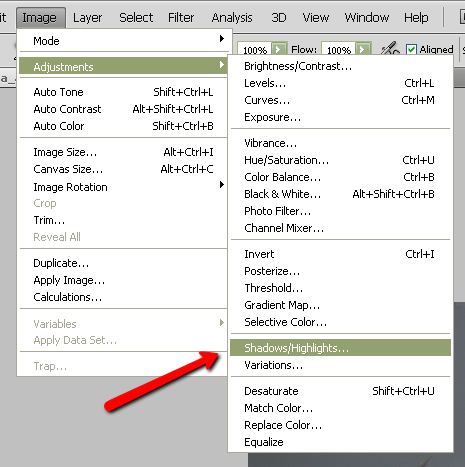 Image Layer Select Filter Analysis 3D View Window Help
100% Flow: 100% Aligned
Mode
Adjustments
Auto Tone Shift+Ctrl+L
Auto Contrast Alt+Shift+Ctrl+L
Auto Color Shift+Ctrl+B
Image Size... Alt+Ctrl+I
Canvas Size... Alt+Ctrl+C
Image Rotation
Crop
Trim...
Reveal All
Duplicate...
Apply Image...
Calculations...
Variables
Apply Data Set...
Trap...
Brightness/Contrast...
Levels... Ctrl+L
Curves... Ctrl+M
Exposure...
Vibrance...
Hue/Saturation... Ctrl+U
Color Balance... Ctrl+B
Black & White... Alt+Shift+Ctrl+B
Photo Filter...
Channel Mixer...
Invert Ctrl+I
Posterize...
Threshold...
Gradient Map...
Selective Color...
Shadows/Highlights...
Variations...
Desaturate Shift+Ctrl+U
Match Color...
Replace Color...
Equalize